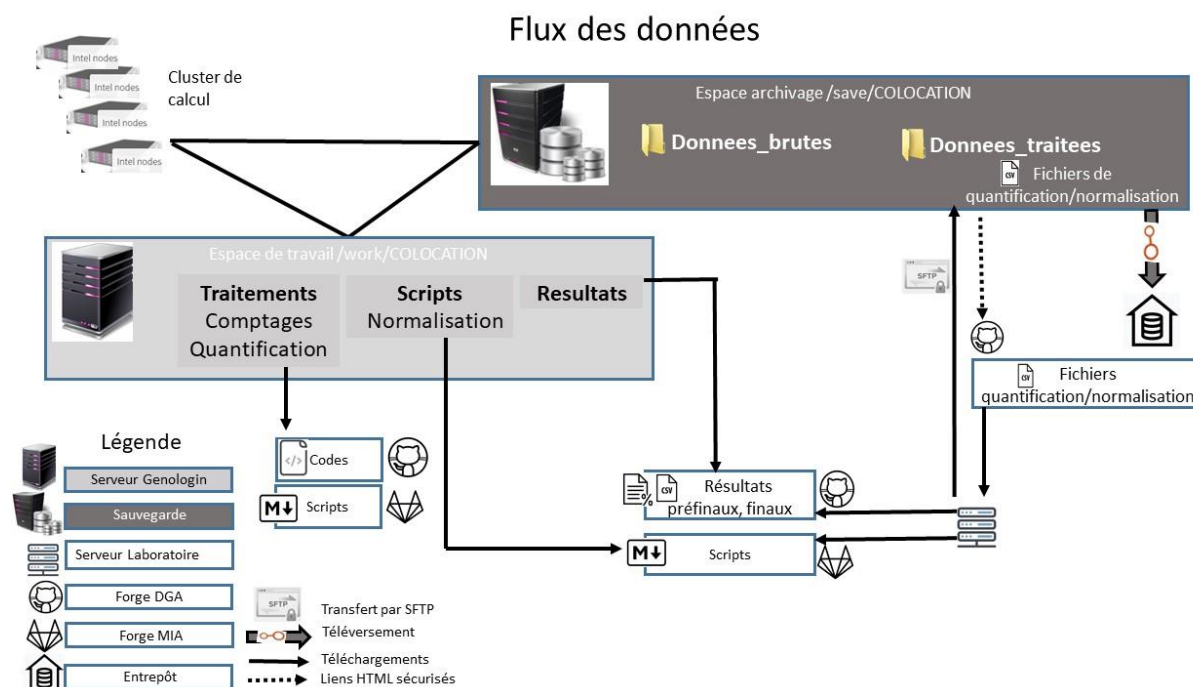 Flux des données
Intel nodes
Intel nodes
Intel nodes
Intel nodes
Cluster de
calcul
Espace archivage /save/COLOCATION
Donnees_brutes
Donnees_traitees
CSV
Fichiers de
quantification/normalisation
Espace de travail /work/COLOCATION
Traitements
Comptages
Quantification
Scripts
Normalisation
Resultats
SFTP
CSV
Fichiers
quantification/normalisation
</>
Codes
M
Scripts
%
CSV
Résultats
préfinaux, finaux
M
Scripts
Légende
Serveur Genologin
Sauvegarde
Serveur Laboratoire
Forge DGA
Forge MIA
Entrepôt
SFTP
Transfert par SFTP
Téléversement
Téléchargements
Liens HTML sécurisés